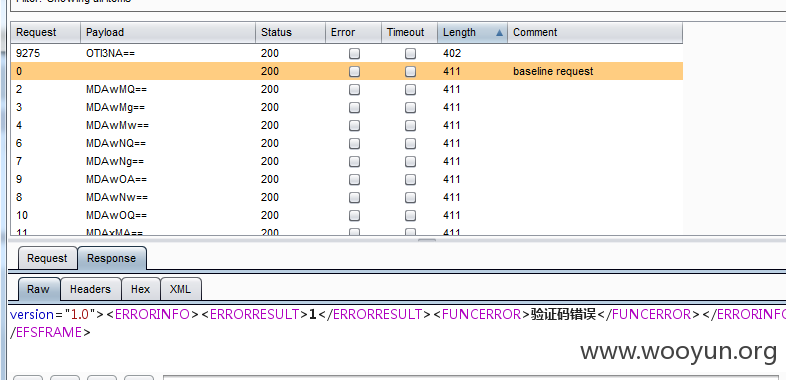 Filter: Showing all items
Request Payload Status Error Timeout Length Comment
9275 OTI3NA== 200 402
0 200 411 baseline request
2 MDAwMQ== 200 411
3 MDAwMg== 200 411
4 MDAwMw== 200 411
6 MDAwNQ== 200 411
7 MDAwNg== 200 411
9 MDAwOA== 200 411
8 MDAwNw== 200 411
10 MDAwOQ== 200 411
11 MDAxMA== 200 411
Request Response
Raw Headers Hex XML
version="1.0"><ERRORINFO><ERRORRESULT>1</ERRORRESULT><FUNCERROR>验证码错误</FUNCERROR></ERRORINFO
/EFSFRAME>
www.wooyun.org